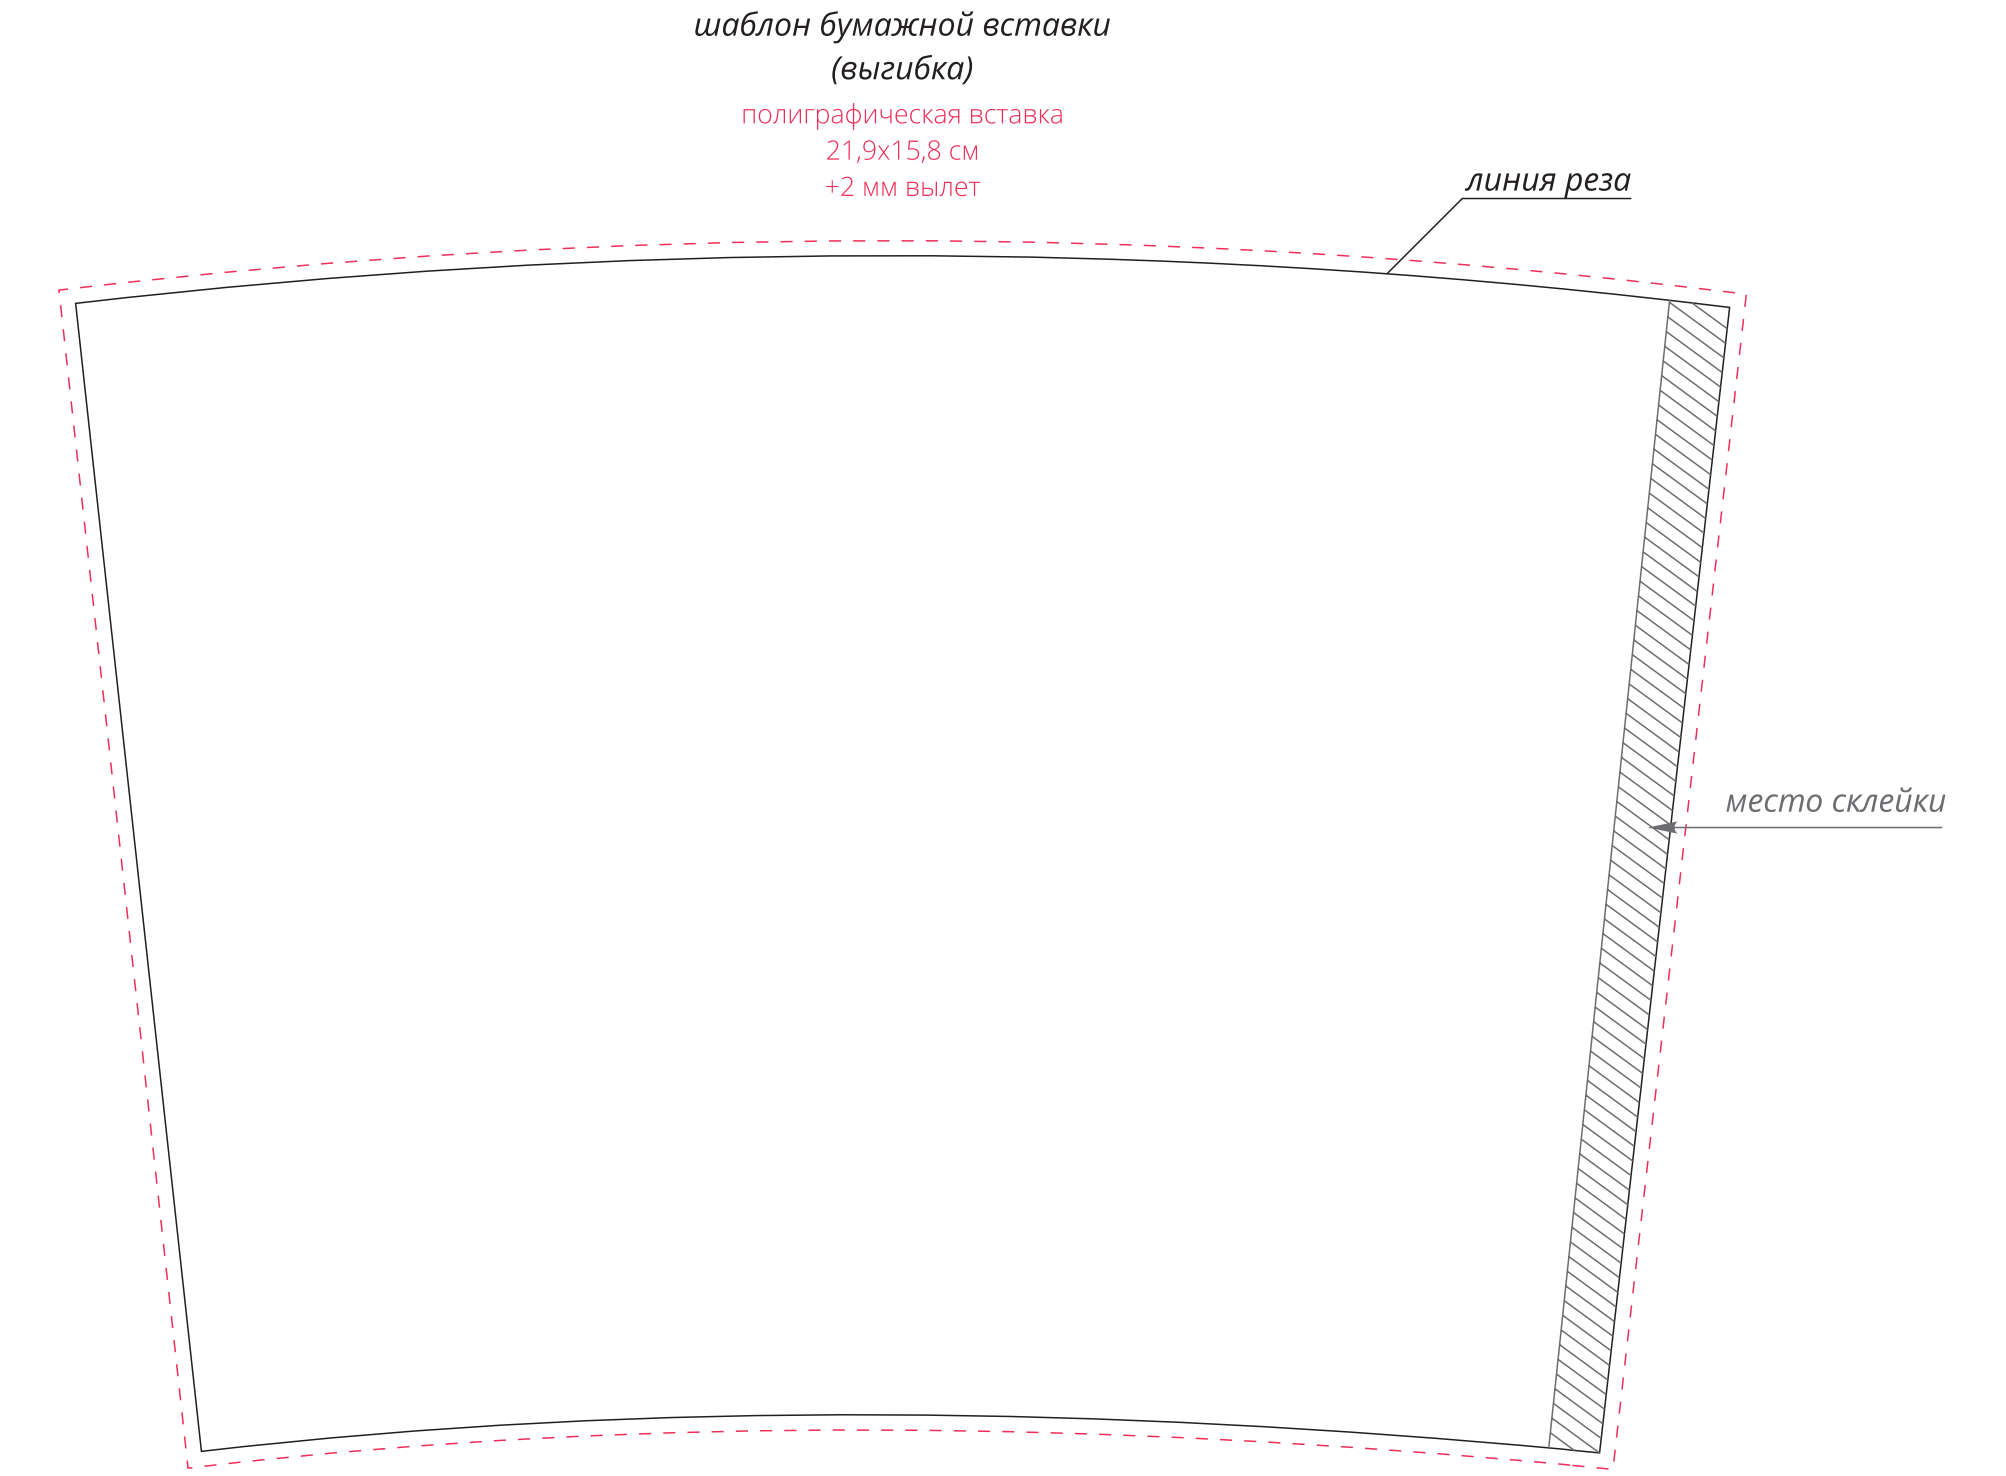 шаблон бумажной вставки
(выгибка)
полиграфическая вставка
21,9x15,8 см
+2 мм вылет
линия реза
место склейки